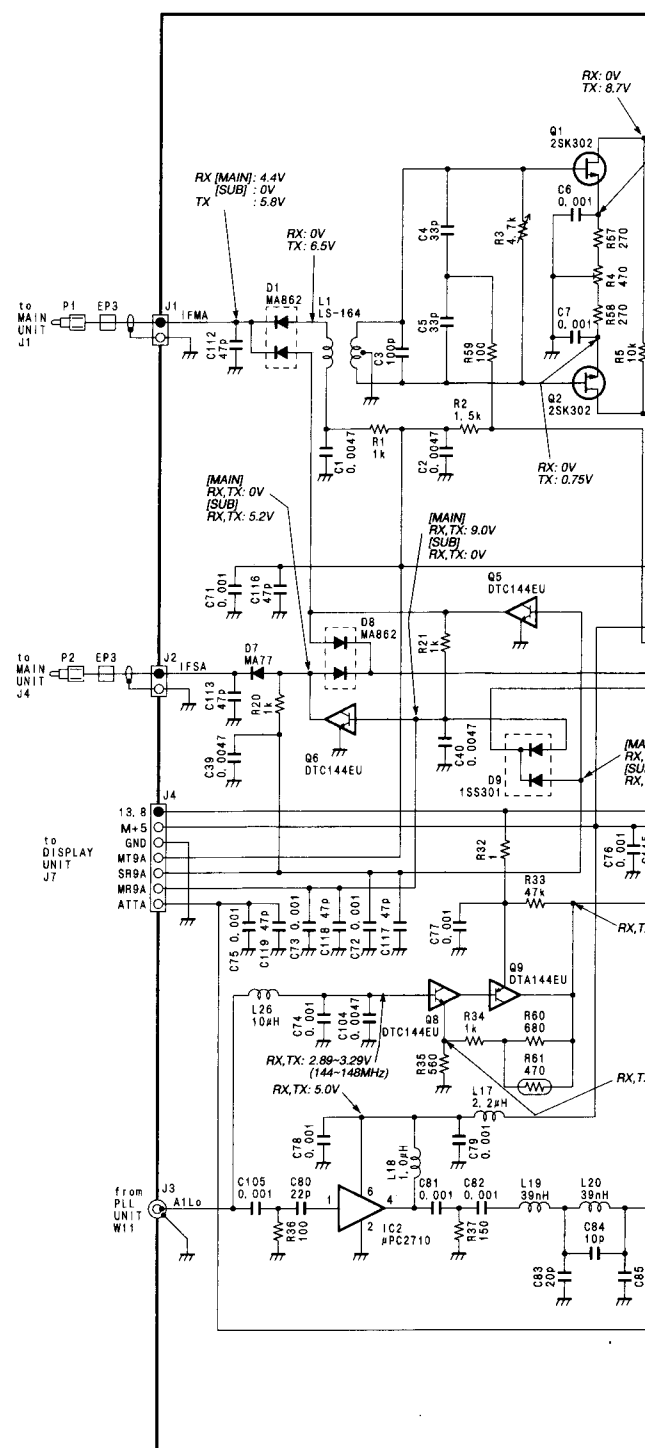 RX: 0V
TX: 8.7V
Q1
2SK302
RX [MAIN]: 4.4V
[SUB] : 0V
TX : 5.8V
C6
0.001
RX: 0V
TX: 6.5V
C4
33p
R3
4.7k
R57
270
R4
470
R58
270
D1
MA862
L1
LS-164
to
MAIN
UNIT
J1
P1
EP3
J1
IFMA
C112
47p
C3
100p
C5
33p
R59
100
C7
0.001
R5
10k
Q2
2SK302
R2
1.5k
C1
0.0047
R1
1k
C2
0.0047
RX: 0V
TX: 0.75V
[MAIN]
RX,TX: 0V
[SUB]
RX,TX: 5.2V
[MAIN]
RX,TX: 9.0V
[SUB]
RX,TX: 0V
C71
0.001
C116
47p
Q5
DTC144EU
D8
MA862
R21
1k
to
MAIN
UNIT
J4
P2
EP3
J2
IFSA
D7
MA77
C113
47p
R20
1k
C39
0.0047
Q6
DTC144EU
C40
0.0047
D9
1SS301
[MA
RX,
[SU
RX,
J4
to
DISPLAY
UNIT
J7
13.8
M+5
GND
MT9A
SR9A
MR9A
ATTA
R32
1
C76
0.001
R33
47k
C75
0.001
C119
47p
C73
0.001
C118
47p
C72
0.001
C117
47p
C77
0.001
RX,T
Q9
DTA144EU
L26
10μH
C74
0.001
C104
0.0047
Q8
DTC144EU
R34
1k
R60
680
R61
470
R35
560
RX,TX: 2.89~3.29V
(144~148MHz)
RX,TX: 5.0V
RX,T
L17
2.2μH
C78
0.001
L18
1.0μH
C79
0.001
from
PLL
UNIT
W11
J3
A1Lo
C105
0.001
C80
22p
R36
100
1
6
4
2
IC2
μPC2710
C81
0.001
C82
0.001
R37
150
L19
39nH
L20
39nH
C84
10p
C83
20p
C85